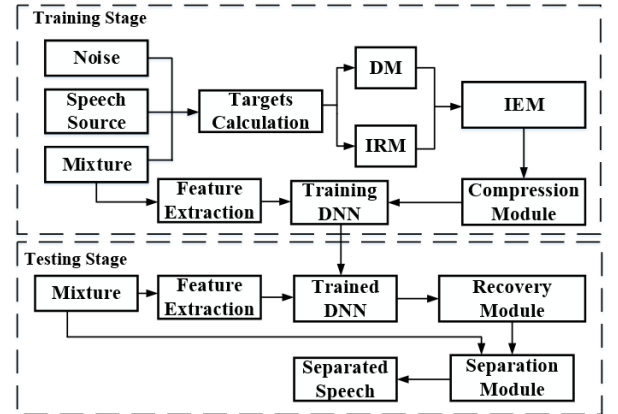 Training Stage
Noise
Speech
Source
Mixture
Targets
Calculation
DM
IRM
IEM
Feature
Extraction
Training
DNN
Compression
Module
Testing Stage
Mixture
Feature
Extraction
Trained
DNN
Recovery
Module
Separated
Speech
Separation
Module